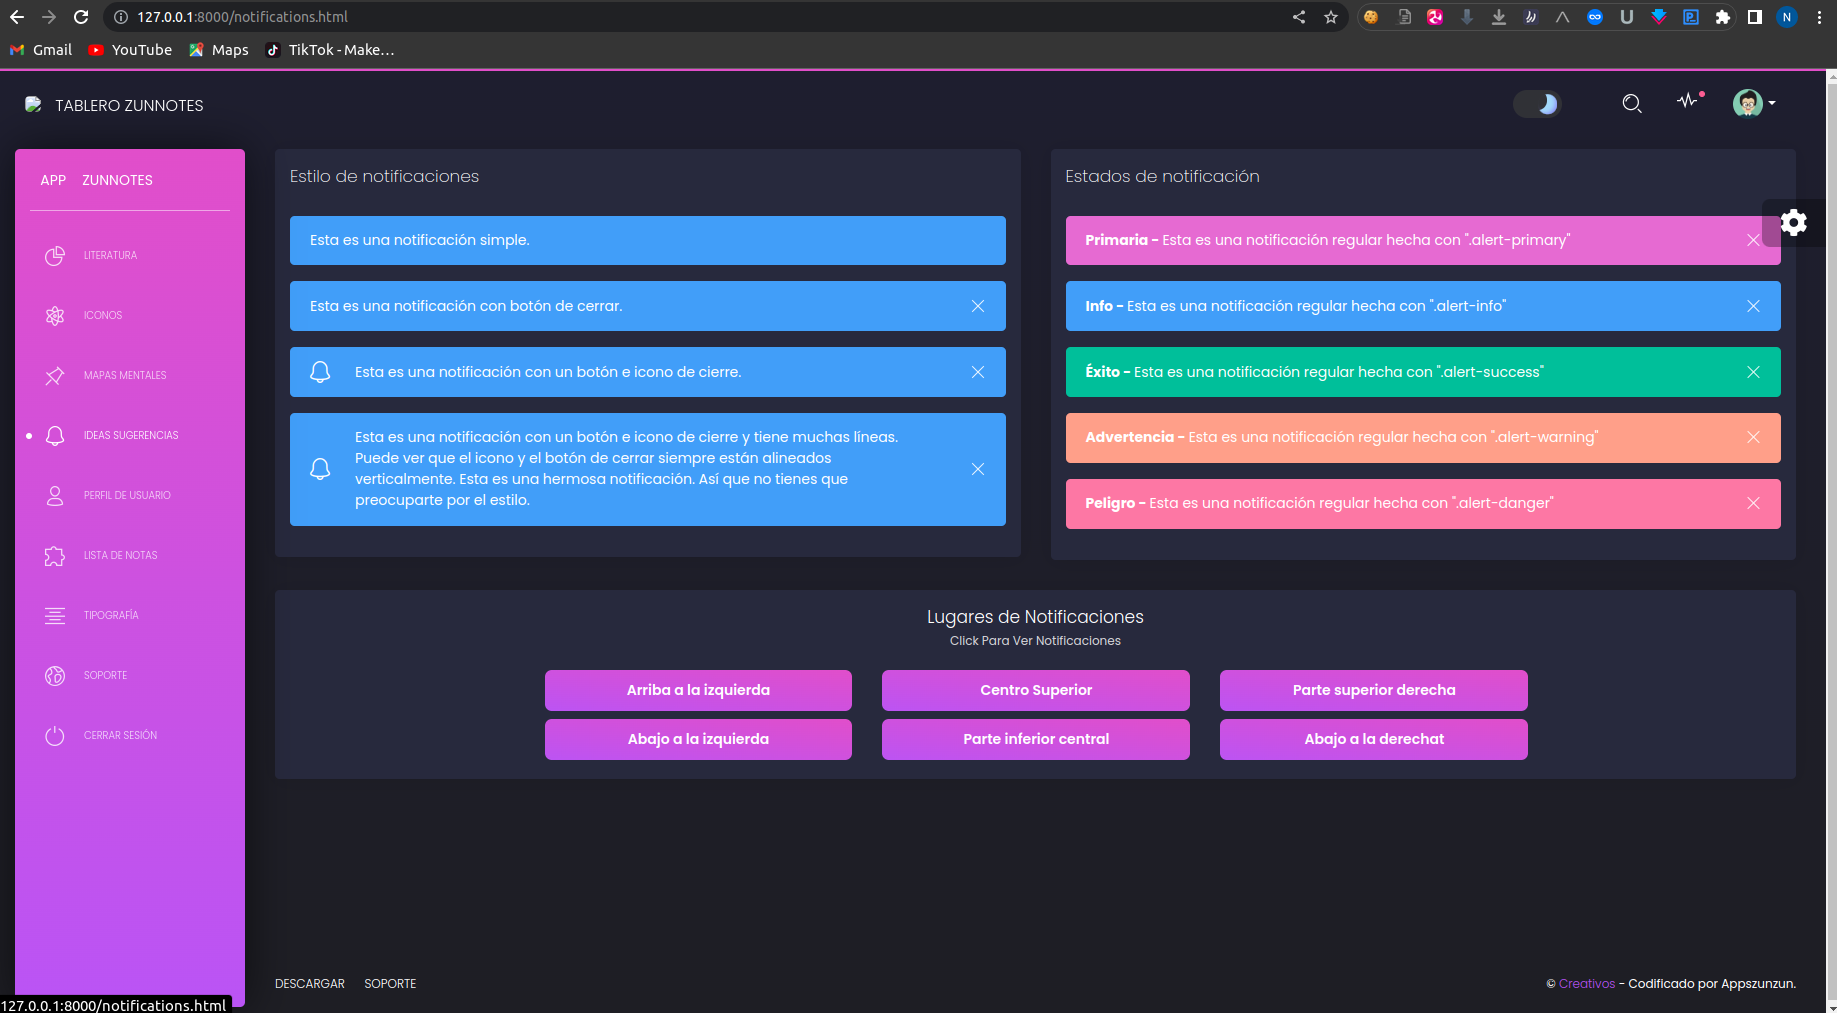 127.0.0.1:8000/notifications.html
N
Gmail YouTube Maps TikTok - Make...
TABLERO ZUNNOTES
APP ZUNNOTES
LITERATURA
ICONOS
MAPAS MENTALES
IDEAS SUGERENCIAS
PERFIL DE USUARIO
LISTA DE NOTAS
TIPOGRAFÍA
SOPORTE
CERRAR SESIÓN
Estilo de notificaciones
Esta es una notificación simple.
Esta es una notificación con botón de cerrar.
Esta es una notificación con un botón e icono de cierre.
Esta es una notificación con un botón e icono de cierre y tiene muchas líneas.
Puede ver que el icono y el botón de cerrar siempre están alineados
verticalmente. Esta es una hermosa notificación. Así que no tienes que
preocuparte por el estilo.
Estados de notificación
Primaria - Esta es una notificación regular hecha con ".alert-primary"
Info - Esta es una notificación regular hecha con ".alert-info"
Éxito - Esta es una notificación regular hecha con ".alert-success"
Advertencia - Esta es una notificación regular hecha con ".alert-warning"
Peligro - Esta es una notificación regular hecha con ".alert-danger"
Lugares de Notificaciones
Click Para Ver Notificaciones
Arriba a la izquierda Centro Superior Parte superior derecha
Abajo a la izquierda Parte inferior central Abajo a la derechat
DESCARGAR SOPORTE
© Creativos - Codificado por Appszunzun.
127.0.0.1:8000/notifications.html